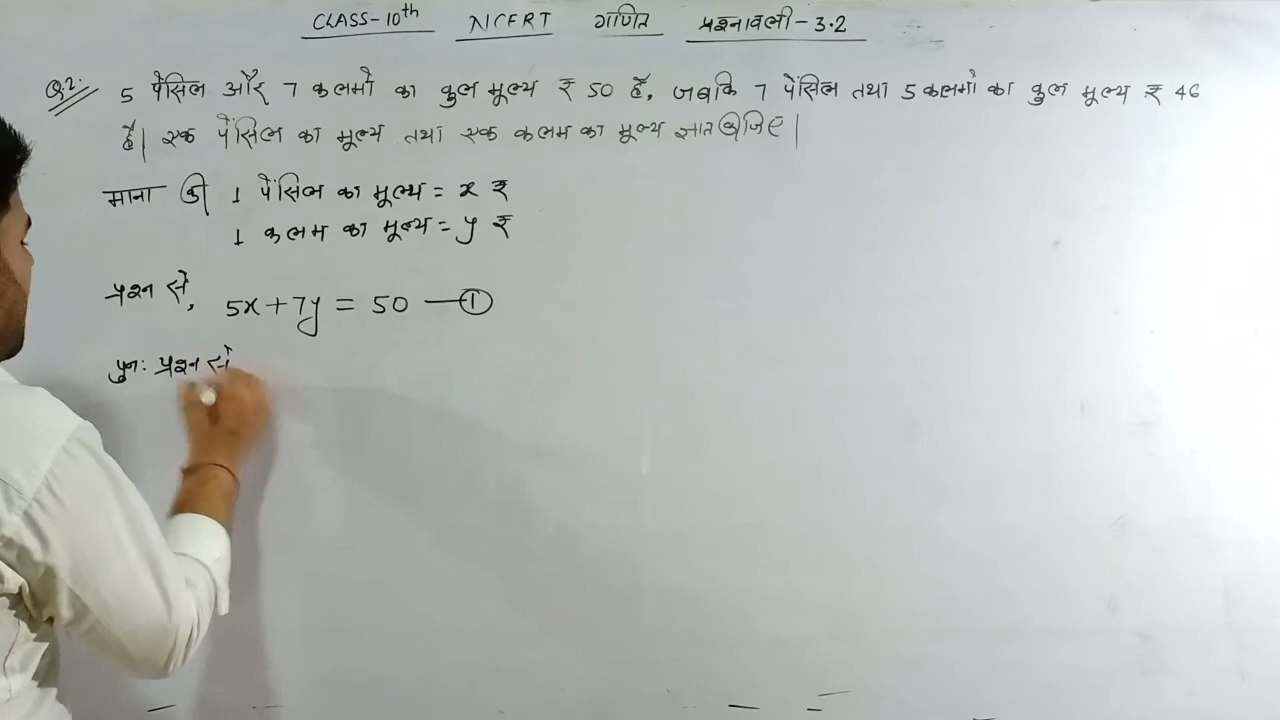 CLASS-10th NCERT गणित प्रश्नावली-3.2
Q.2. 5 पेंसिल और 7 कलमों का कुल मूल्य ₹ 50 है, जबकि 7 पेंसिल तथा 5 कलमों का कुल मूल्य ₹ 46
है। एक पेंसिल का मूल्य तथा एक कलम का मूल्य ज्ञात कीजिए।
माना की 1 पेंसिल का मूल्य = x ₹
1 कलम का मूल्य = y ₹
प्रश्न से, 5x+7y = 50 —①
पुनः प्रश्न से